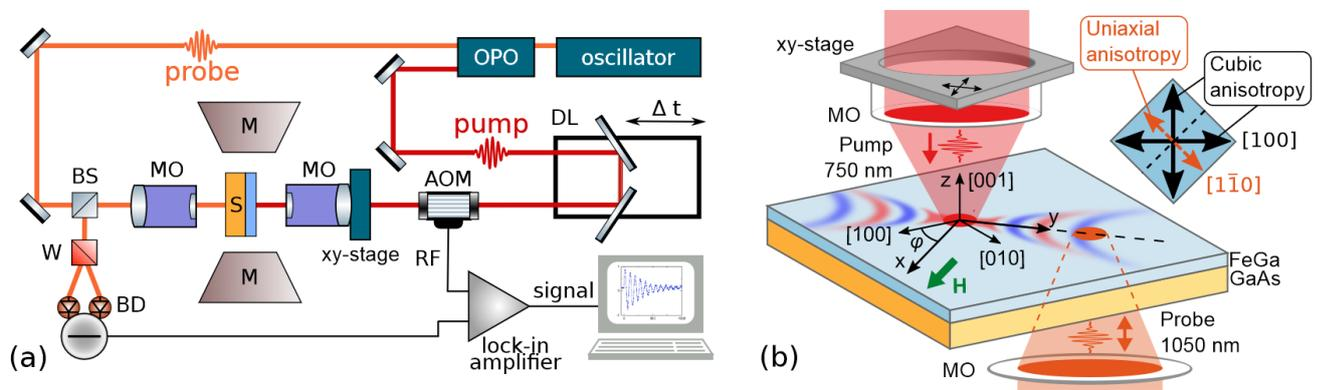 OPO
oscillator
probe
M
DL
Δ t
pump
BS
MO
MO
AOM
S
W
xy-stage
RF
M
BD
signal
lock-in
amplifier
(a)
xy-stage
Uniaxial
anisotropy
Cubic
anisotropy
MO
Pump
750 nm
[100]
[11̄0]
z
[001]
y
[100]
φ
x
[010]
H
FeGa
GaAs
Probe
1050 nm
MO
(b)